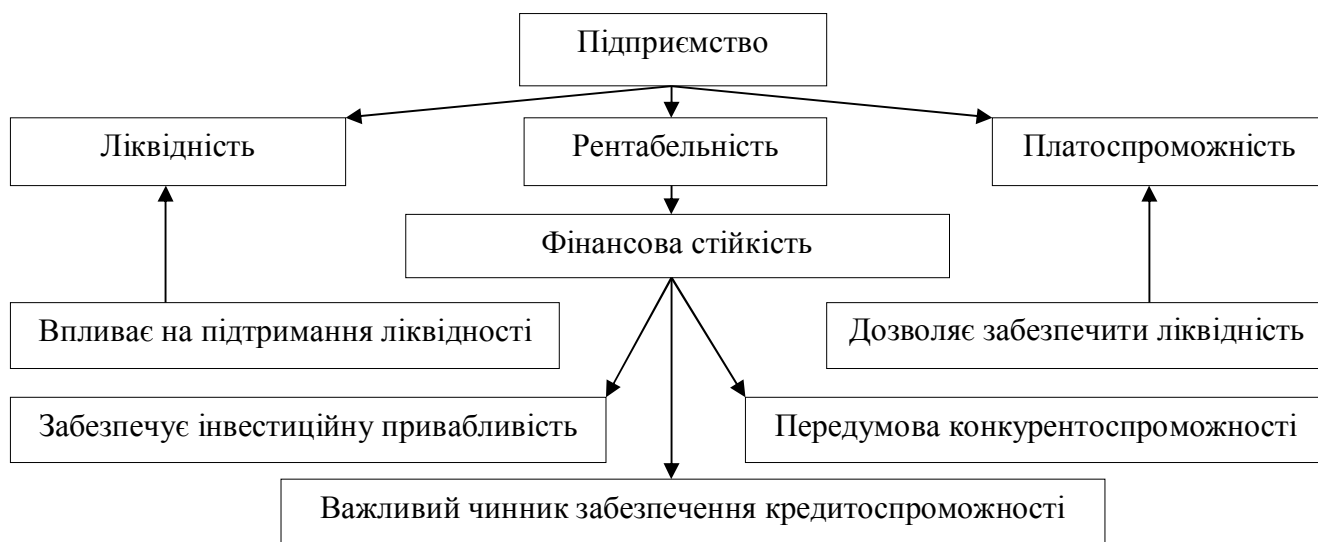 Підприємство
Ліквідність
Рентабельність
Платоспроможність
Фінансова стійкість
Впливає на підтримання ліквідності
Дозволяє забезпечити ліквідність
Забезпечує інвестиційну привабливість
Передумова конкурентоспроможності
Важливий чинник забезпечення кредитоспроможності